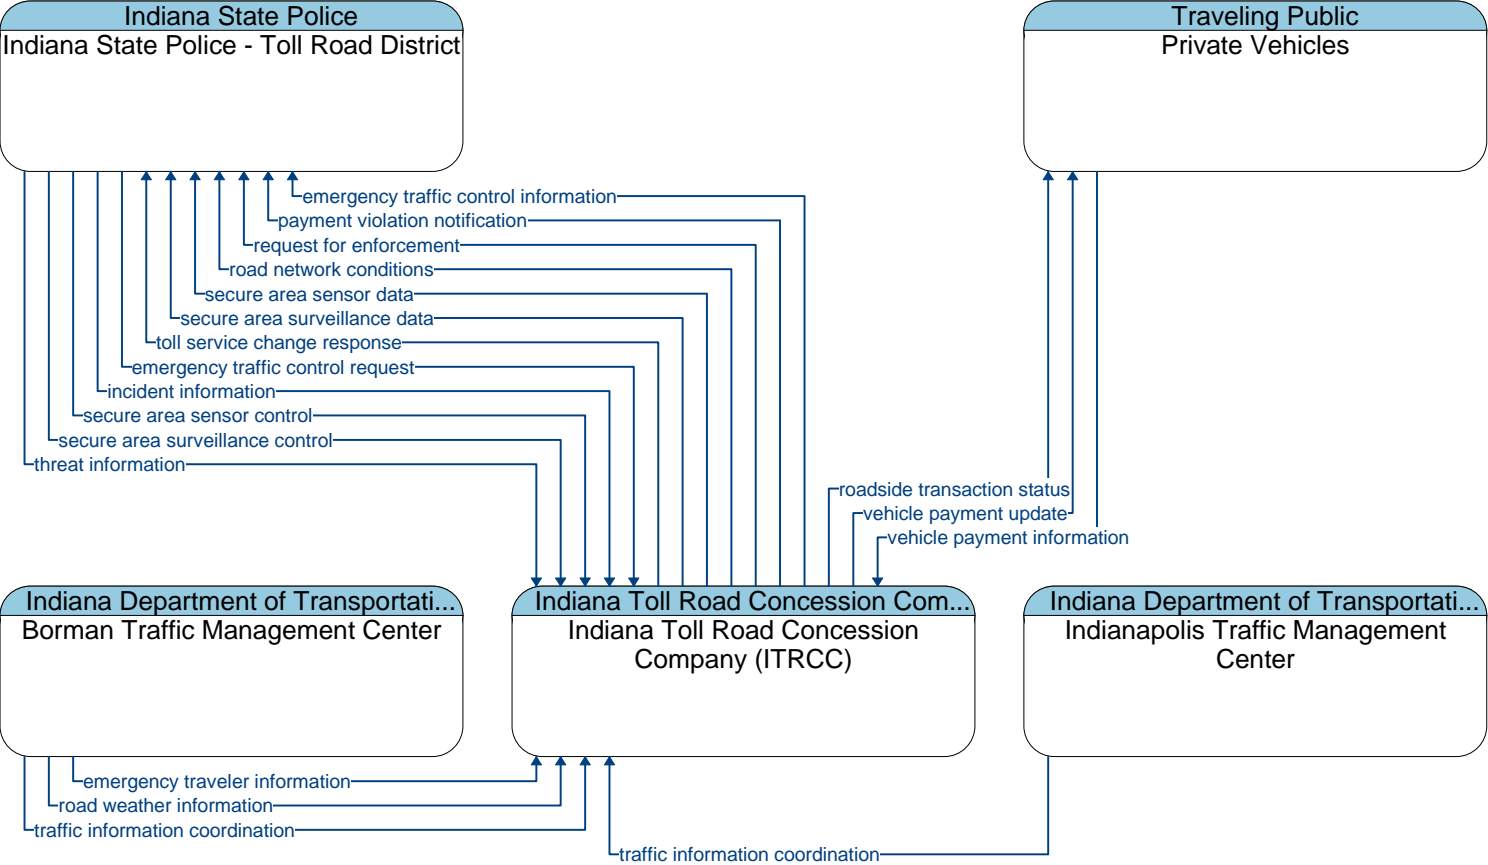 Indiana State Police
Indiana State Police - Toll Road District
Traveling Public
Private Vehicles
emergency traffic control information
payment violation notification
request for enforcement
road network conditions
secure area sensor data
secure area surveillance data
toll service change response
emergency traffic control request
incident information
secure area sensor control
secure area surveillance control
threat information
roadside transaction status
vehicle payment update
vehicle payment information
Indiana Department of Transportati...
Borman Traffic Management Center
Indiana Toll Road Concession Com...
Indiana Toll Road Concession
Company (ITRCC)
Indiana Department of Transportati...
Indianapolis Traffic Management
Center
emergency traveler information
road weather information
traffic information coordination
traffic information coordination